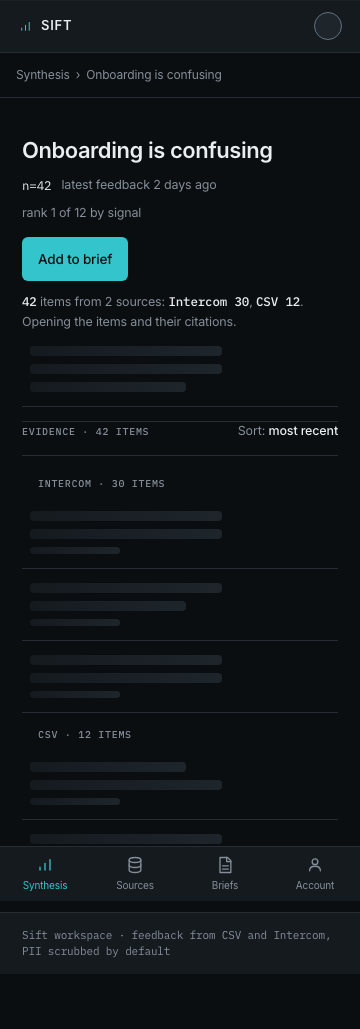 SIFT
Synthesis › Onboarding is confusing
Onboarding is confusing
n=42 latest feedback 2 days ago
rank 1 of 12 by signal
Add to brief
42 items from 2 sources: Intercom 30, CSV 12.
Opening the items and their citations.
EVIDENCE · 42 ITEMS Sort: most recent
INTERCOM · 30 ITEMS
CSV · 12 ITEMS
Synthesis Sources Briefs Account
Sift workspace · feedback from CSV and Intercom,
PII scrubbed by default